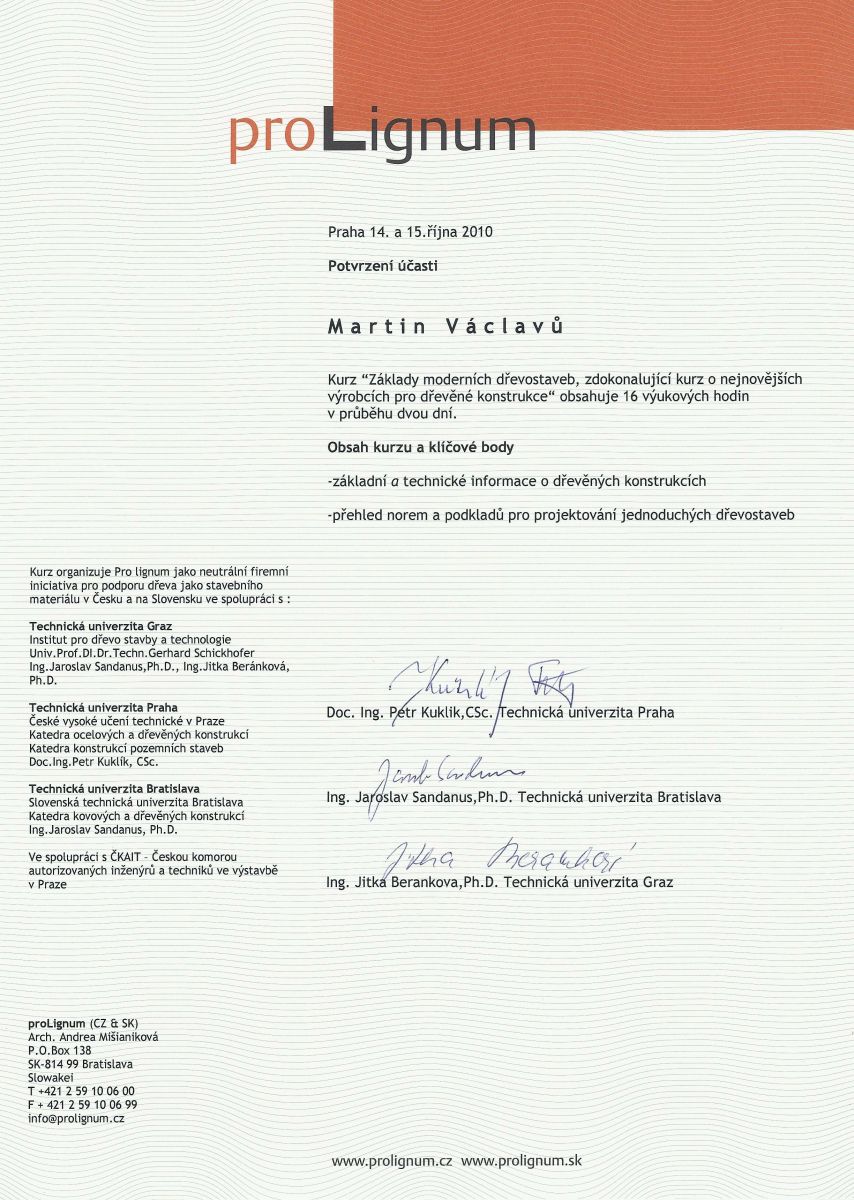 proLignum
Praha 14. a 15.října 2010
Potvrzení účasti
Martin Václavů
Kurz “Základy moderních dřevostaveb, zdokonalující kurz o nejnovějších
výrobcích pro dřevěné konstrukce“ obsahuje 16 výukových hodin
v průběhu dvou dní.
Obsah kurzu a klíčové body
-základní a technické informace o dřevěných konstrukcích
-přehled norem a podkladů pro projektování jednoduchých dřevostaveb
Kurz organizuje Pro lignum jako neutrální firemní
iniciativa pro podporu dřeva jako stavebního
materiálu v Česku a na Slovensku ve spolupráci s :
Technická univerzita Graz
Institut pro dřevo stavby a technologie
Univ.Prof.DI.Dr.Techn.Gerhard Schickhofer
Ing.Jaroslav Sandanus,Ph.D., Ing.Jitka Beránková,
Ph.D.
Technická univerzita Praha
České vysoké učení technické v Praze
Katedra ocelových a dřevěných konstrukcí
Katedra konstrukcí pozemních staveb
Doc.Ing.Petr Kuklík, CSc.
Technická univerzita Bratislava
Slovenská technická univerzita Bratislava
Katedra kovových a dřevěných konstrukcí
Ing.Jaroslav Sandanus, Ph.D.
Ve spolupráci s ČKAIT – Českou komorou
autorizovaných inženýrů a techniků ve výstavbě
v Praze
Doc. Ing. Petr Kuklik,CSc. Technická univerzita Praha
Ing. Jaroslav Sandanus,Ph.D. Technická univerzita Bratislava
Jitka Berankova
Ing. Jitka Berankova,Ph.D. Technická univerzita Graz
proLignum (CZ & SK)
Arch. Andrea Mišianiková
P.O.Box 138
SK-814 99 Bratislava
Slowakei
T +421 2 59 10 06 00
F + 421 2 59 10 06 99
info@prolignum.cz
www.prolignum.cz www.prolignum.sk